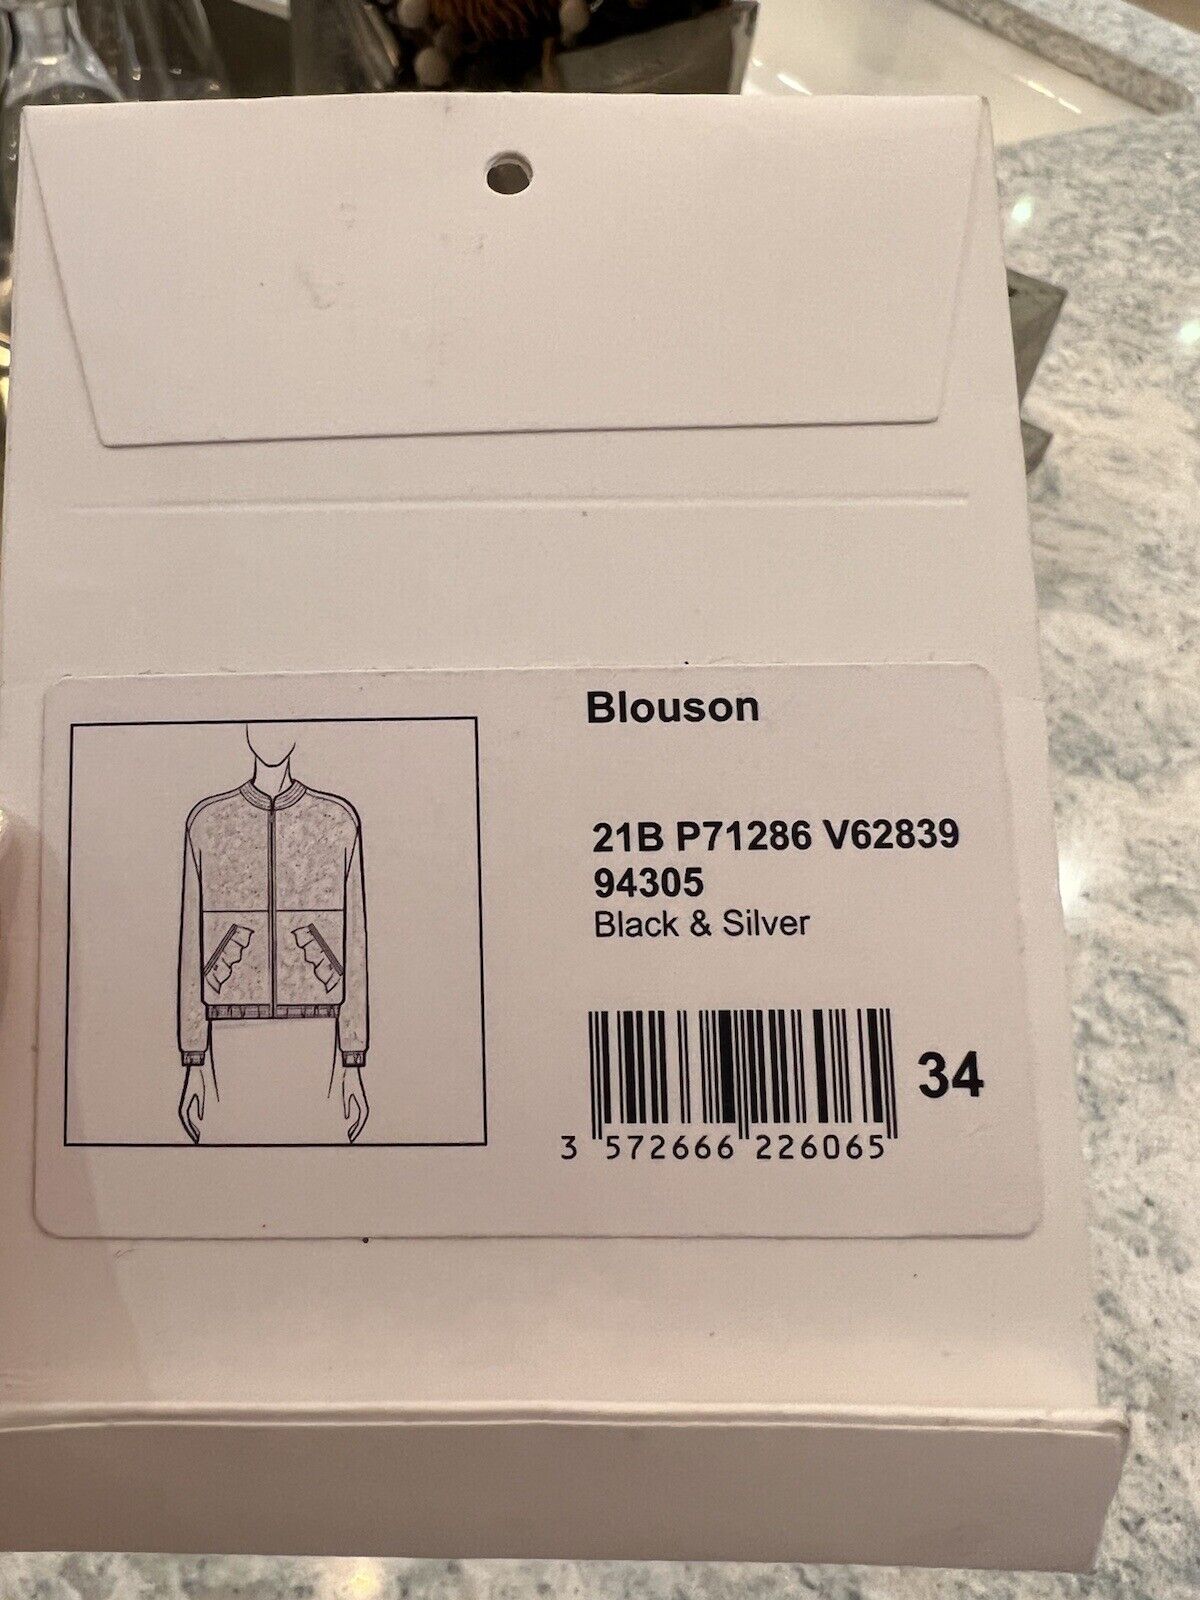 Blouson
21B P71286 V62839
94305
Black & Silver
34
3 572666 226065